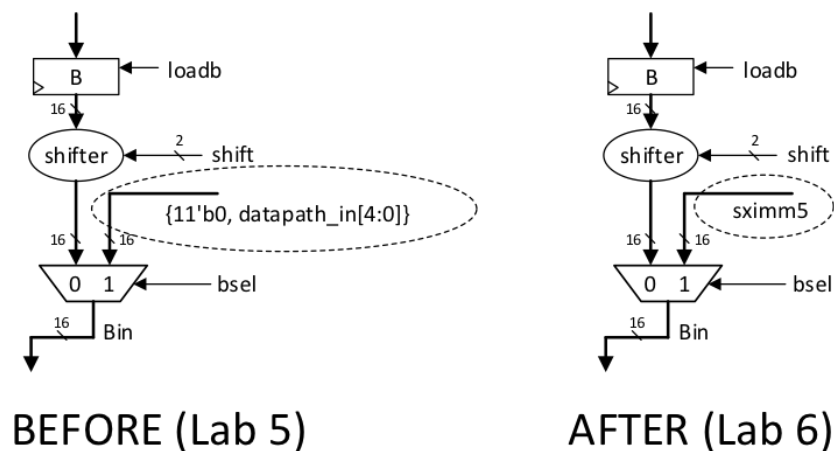 B
loadb
16
shifter
2
shift
{11'b0, datapath_in[4:0]}
16
16
0 1
bsel
16
Bin
BEFORE (Lab 5)
B
loadb
16
shifter
2
shift
sximm5
16
16
0 1
bsel
16
Bin
AFTER (Lab 6)